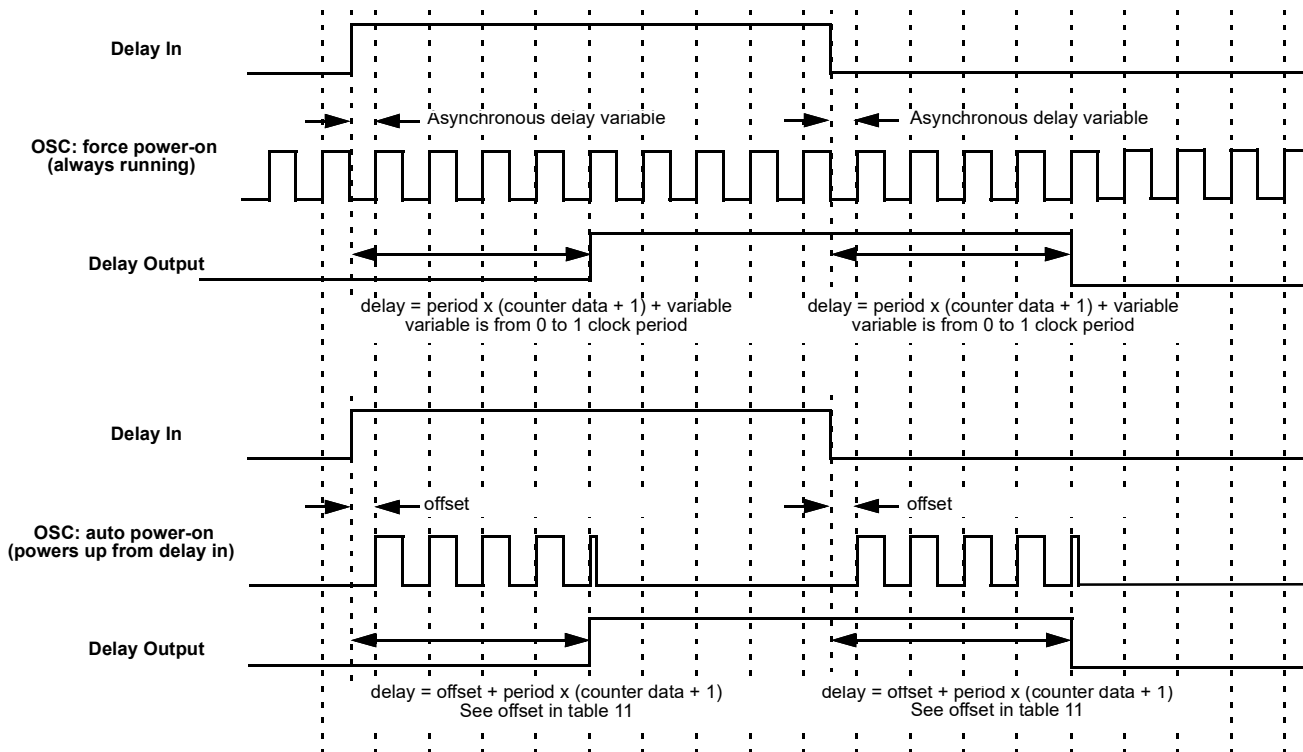 Delay In
Asynchronous delay variable
Asynchronous delay variable
OSC: force power-on
(always running)
Delay Output
delay = period x (counter data + 1) + variable
variable is from 0 to 1 clock period
delay = period x (counter data + 1) + variable
variable is from 0 to 1 clock period
Delay In
offset
offset
OSC: auto power-on
(powers up from delay in)
Delay Output
delay = offset + period x (counter data + 1)
See offset in table 11
delay = offset + period x (counter data + 1)
See offset in table 11